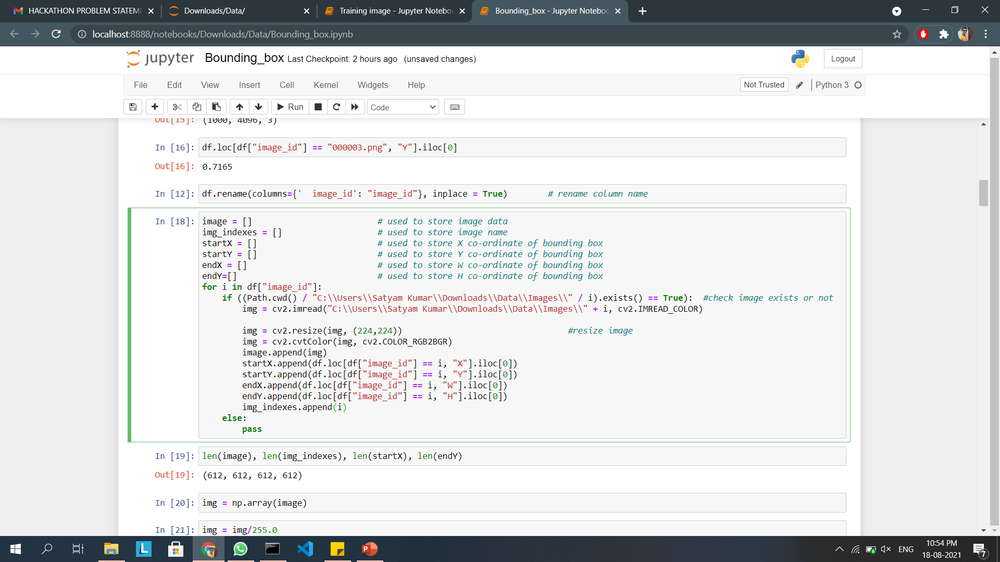 HACKATHON PROBLEM STATEME
Downloads/Data/
Training image - Jupyter Noteboo
Bounding_box - Jupyter Noteboo
localhost:8888/notebooks/Downloads/Data/Bounding_box.ipynb
jupyter Bounding_box Last Checkpoint: 2 hours ago (unsaved changes)
Logout
File Edit View Insert Cell Kernel Widgets Help
Not Trusted
Python 3
Run
Code
Out[15]: (1000, 4096, 3)
In [16]: df.loc[df["image_id"] == "000003.png", "Y"].iloc[0]
Out[16]: 0.7165
In [12]: df.rename(columns={'  image_id': "image_id"}, inplace = True)        # rename column name
In [18]: image = []                         # used to store image data
img_indexes = []                   # used to store image name
startX = []                        # used to store X co-ordinate of bounding box
startY = []                        # used to store Y co-ordinate of bounding box
endX = []                          # used to store W co-ordinate of bounding box
endY=[]                            # used to store H co-ordinate of bounding box
for i in df["image_id"]:
    if ((Path.cwd() / "C:\\Users\\Satyam Kumar\\Downloads\\Data\\Images\\" / i).exists() == True):  #check image exists or not
        img = cv2.imread("C:\\Users\\Satyam Kumar\\Downloads\\Data\\Images\\" + i, cv2.IMREAD_COLOR)
        img = cv2.resize(img, (224,224))                                 #resize image
        img = cv2.cvtColor(img, cv2.COLOR_RGB2BGR)
        image.append(img)
        startX.append(df.loc[df["image_id"] == i, "X"].iloc[0])
        startY.append(df.loc[df["image_id"] == i, "Y"].iloc[0])
        endX.append(df.loc[df["image_id"] == i, "W"].iloc[0])
        endY.append(df.loc[df["image_id"] == i, "H"].iloc[0])
        img_indexes.append(i)
    else:
        pass
In [19]: len(image), len(img_indexes), len(startX), len(endY)
Out[19]: (612, 612, 612, 612)
In [20]: img = np.array(image)
In [21]: img = img/255.0
L
P
ENG
10:54 PM
18-08-2021
7